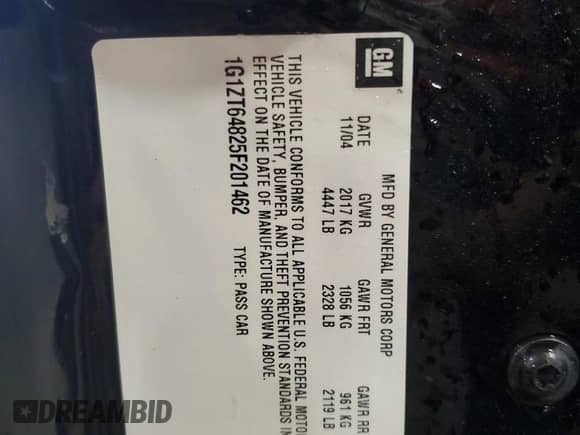 GM
MFD BY GENERAL MOTORS CORP
DATE GVWR GAWR FRT GAWR RR
11/04 2017 KG 1056 KG 961 KG
4447 LB 2328 LB 2119 LB
THIS VEHICLE CONFORMS TO ALL APPLICABLE U.S. FEDERAL MOTO
VEHICLE SAFETY, BUMPER, AND THEFT PREVENTION STANDARDS IN
EFFECT ON THE DATE OF MANUFACTURE SHOWN ABOVE.
1G1ZT64825F201462 TYPE: PASS CAR
DREAMBID